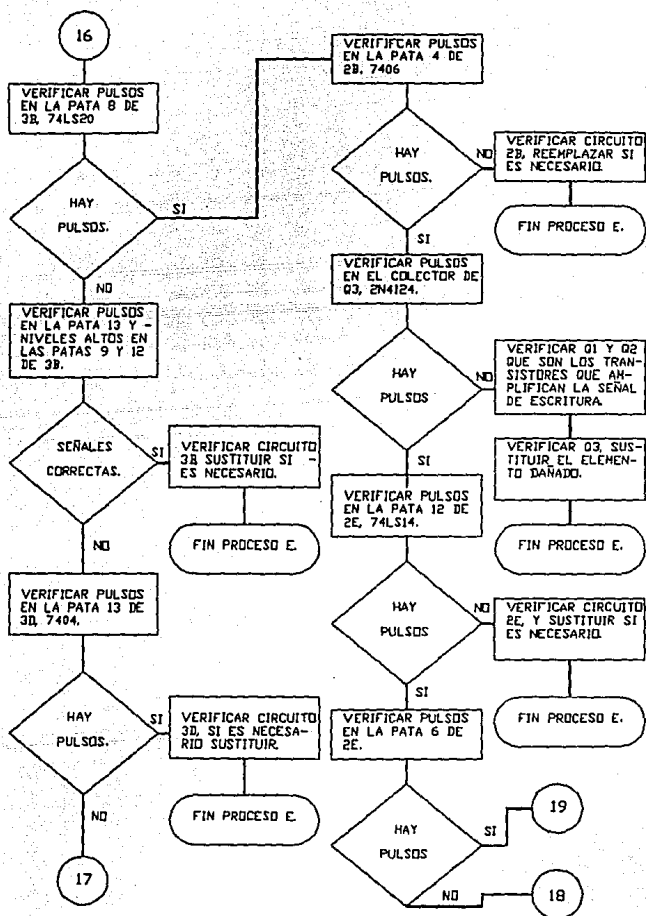 16
VERIFICAR PULSOS
EN LA PATA 8 DE
3B, 74LS20
HAY
PULSOS.
SI
NO
VERIFICAR PULSOS
EN LA PATA 13 Y -
NIVELES ALTOS EN
LAS PATAS 9 Y 12
DE 3B.
SEÑALES
CORRECTAS.
SI
VERIFICAR CIRCUITO
3B SUSTITUIR SI -
ES NECESARIO.
FIN PROCESO E.
NO
VERIFICAR PULSOS
EN LA PATA 13 DE
3D, 7404.
HAY
PULSOS.
SI
VERIFICAR CIRCUITO
3D, SI ES NECESA-
RIO SUSTITUIR.
FIN PROCESO E.
NO
17
VERIFIFCAR PULSOS
EN LA PATA 4 DE
2B, 7406
HAY
PULSOS.
NO
VERIFICAR CIRCUITO
2B, REEMPLAZAR SI
ES NECESARIO.
FIN PROCESO E.
SI
VERIFICAR PULSOS
EN EL COLECTOR DE
Q3, 2N4124.
HAY
PULSOS.
NO
VERIFICAR Q1 Y Q2
QUE SON LOS TRAN-
SISTORES QUE AM-
PLIFICAN LA SEÑAL
DE ESCRITURA.
VERIFICAR Q3, SUS-
TITUIR EL ELEMEN-
TO DAÑADO.
FIN PROCESO E.
SI
VERIFICAR PULSOS
EN LA PATA 12 DE
2E, 74LS14.
HAY
PULSOS
NO
VERIFICAR CIRCUITO
2E, Y SUSTITUIR SI
ES NECESARIO.
FIN PROCESO E.
SI
VERIFICAR PULSOS
EN LA PATA 6 DE
2E.
HAY
PULSOS
SI
19
NO
18